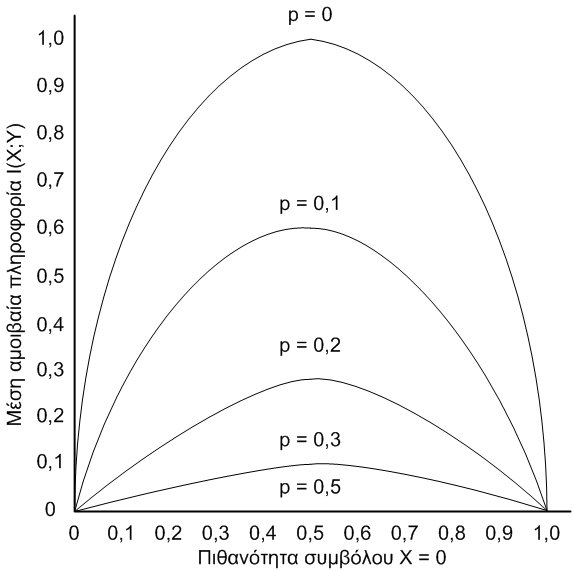 p = 0
1,0
0,9
0,8
0,7
p = 0,1
0,6
0,5
0,4
p = 0,2
0,3
0,2
p = 0,3
0,1
p = 0,5
0
0 0,1 0,2 0,3 0,4 0,5 0,6 0,7 0,8 0,9 1,0
Πιθανότητα συμβόλου X = 0
Μέση αμοιβαία πληροφορία I(X;Y)